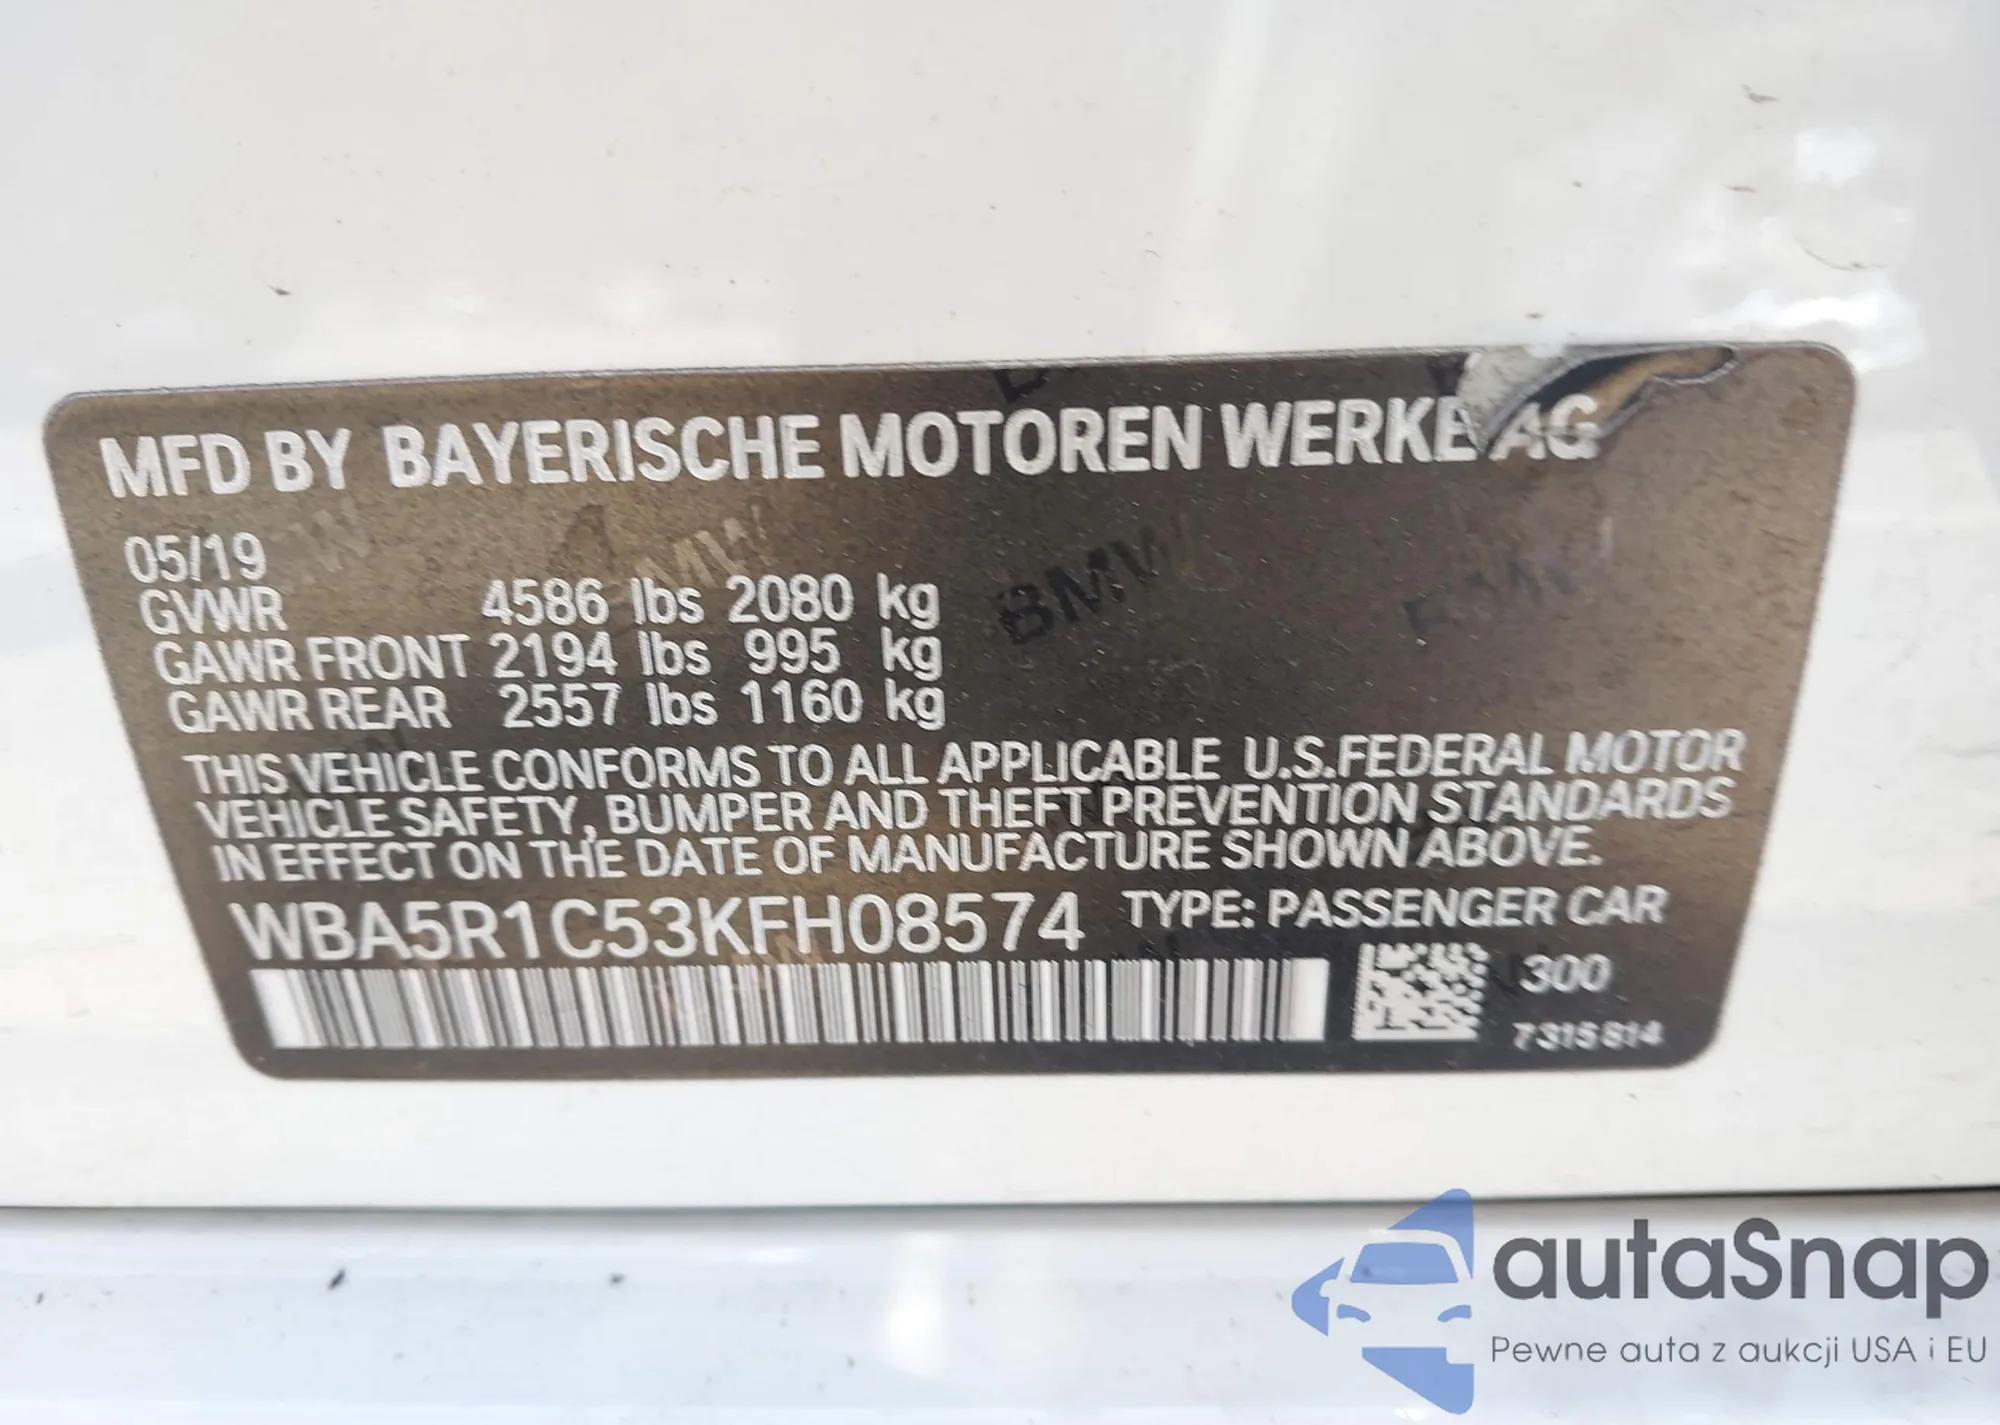 MFD BY BAYERISCHE MOTOREN WERKE AG
05/19
GVWR 4586 lbs 2080 kg
GAWR FRONT 2194 lbs 995 kg
GAWR REAR 2557 lbs 1160 kg
THIS VEHICLE CONFORMS TO ALL APPLICABLE U.S.FEDERAL MOTOR
VEHICLE SAFETY, BUMPER AND THEFT PREVENTION STANDARDS
IN EFFECT ON THE DATE OF MANUFACTURE SHOWN ABOVE.
WBA5R1C53KFH08574 TYPE: PASSENGER CAR
300
7315814
BMW
autaSnap
Pewne auta z aukcji USA i EU